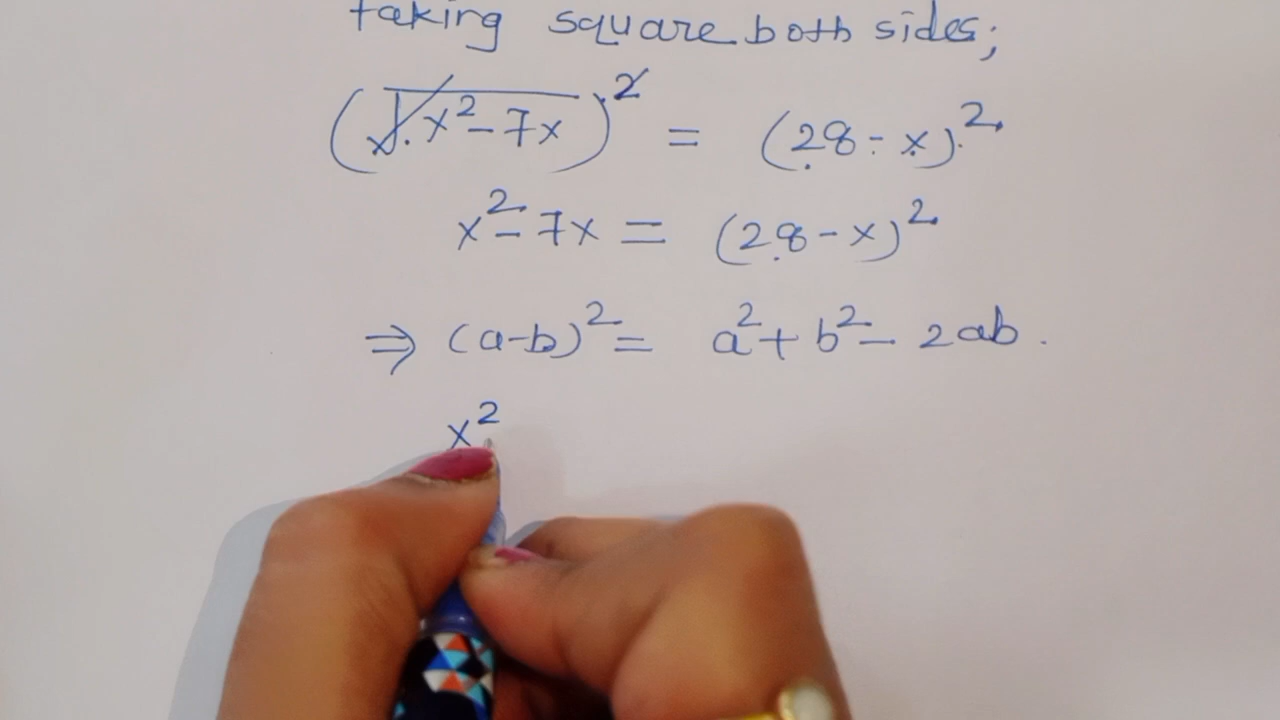 taking square both sides;
(√x²-7x)² = (28-x)²
x²-7x = (28-x)²
⇒ (a-b)² = a²+b²-2ab.
x²